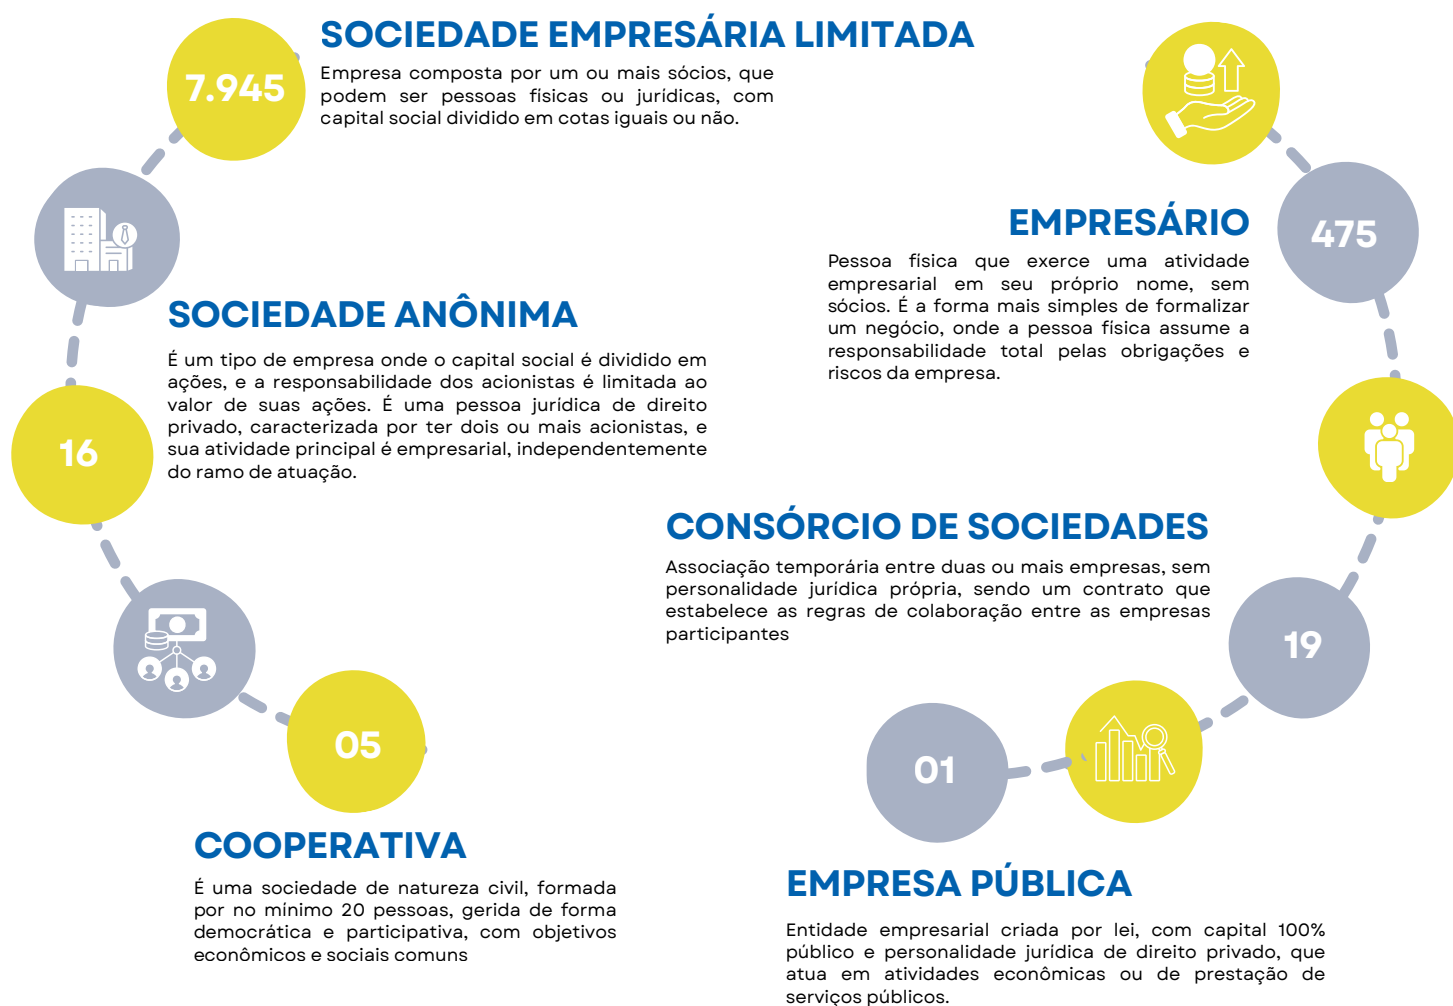 7.945
SOCIEDADE EMPRESÁRIA LIMITADA
Empresa composta por um ou mais sócios, que
podem ser pessoas físicas ou jurídicas, com
capital social dividido em cotas iguais ou não.
475
EMPRESÁRIO
Pessoa física que exerce uma atividade
empresarial em seu próprio nome, sem
sócios. É a forma mais simples de formalizar
um negócio, onde a pessoa física assume a
responsabilidade total pelas obrigações e
riscos da empresa.
16
SOCIEDADE ANÔNIMA
É um tipo de empresa onde o capital social é dividido em
ações, e a responsabilidade dos acionistas é limitada ao
valor de suas ações. É uma pessoa jurídica de direito
privado, caracterizada por ter dois ou mais acionistas, e
sua atividade principal é empresarial, independentemente
do ramo de atuação.
19
CONSÓRCIO DE SOCIEDADES
Associação temporária entre duas ou mais empresas, sem
personalidade jurídica própria, sendo um contrato que
estabelece as regras de colaboração entre as empresas
participantes
05
COOPERATIVA
É uma sociedade de natureza civil, formada
por no mínimo 20 pessoas, gerida de forma
democrática e participativa, com objetivos
econômicos e sociais comuns
01
EMPRESA PÚBLICA
Entidade empresarial criada por lei, com capital 100%
público e personalidade jurídica de direito privado, que
atua em atividades econômicas ou de prestação de
serviços públicos.